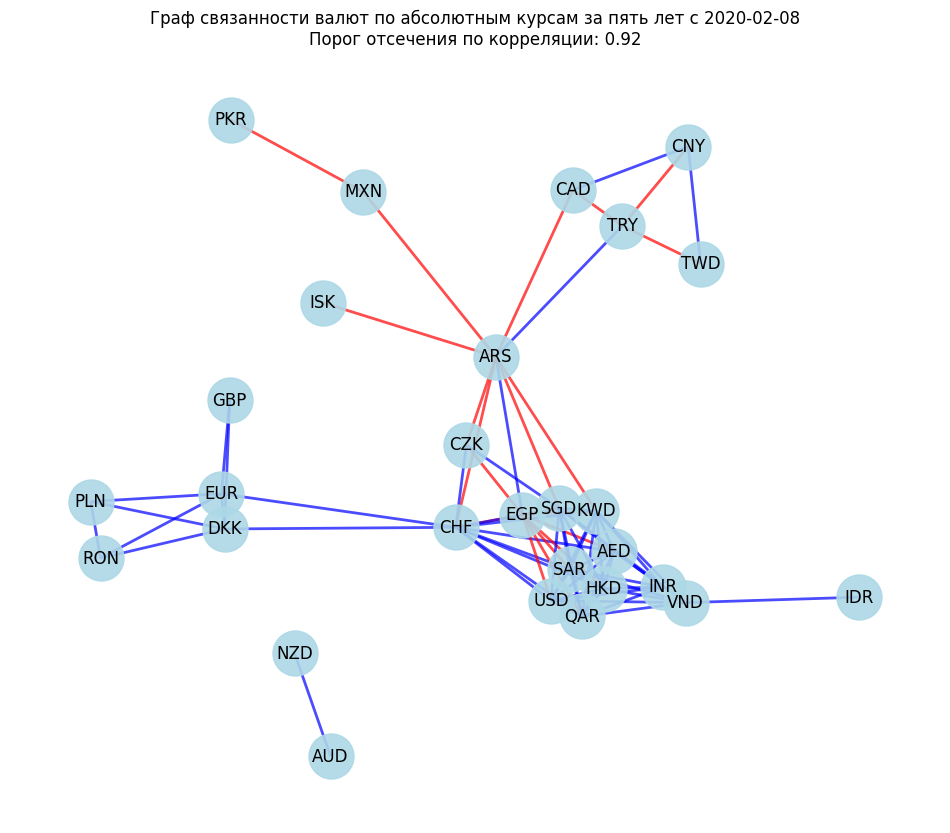 Граф связанности валют по абсолютным курсам за пять лет с 2020-02-08
Порог отсечения по корреляции: 0.92
PKR
CNY
MXN
CAD
TRY
TWD
ISK
ARS
GBP
CZK
EUR
PLN
SGD
KWD
EGP
DKK
CHF
AED
RON
SAR
INR
HKD
IDR
USD
VND
QAR
NZD
AUD